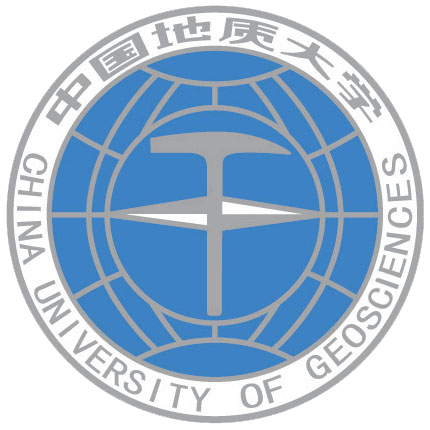 中国地质大学
CHINA UNIVERSITY OF GEOSCIENCES